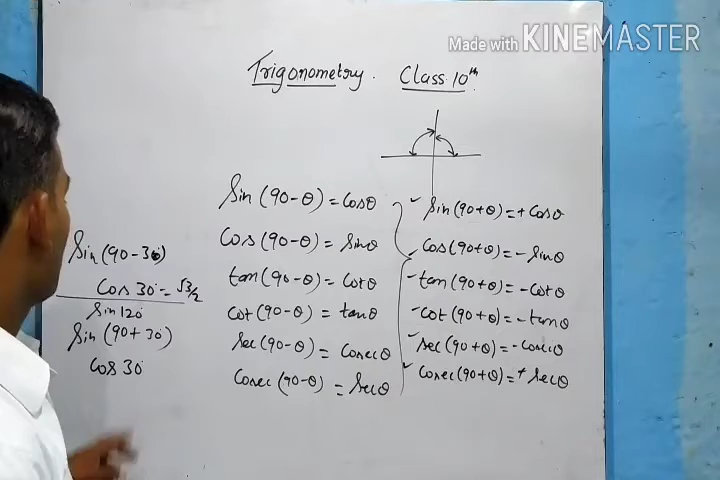 Made with KINEMASTER
Trigonometry. Class 10th
sin (90 - θ) = cosθ
cos (90 - θ) = sinθ
tan (90 - θ) = cotθ
cot (90 - θ) = tanθ
sec (90 - θ) = cosecθ
cosec (90 - θ) = secθ
sin (90 + θ) = + cosθ
cos (90 + θ) = - sinθ
tan (90 + θ) = - cotθ
cot (90 + θ) = - tanθ
sec (90 + θ) = - cosecθ
cosec (90 + θ) = + secθ
sin (90 - 30°)
cos 30° = √3/2
sin 120°
sin (90 + 30°)
cos 30°